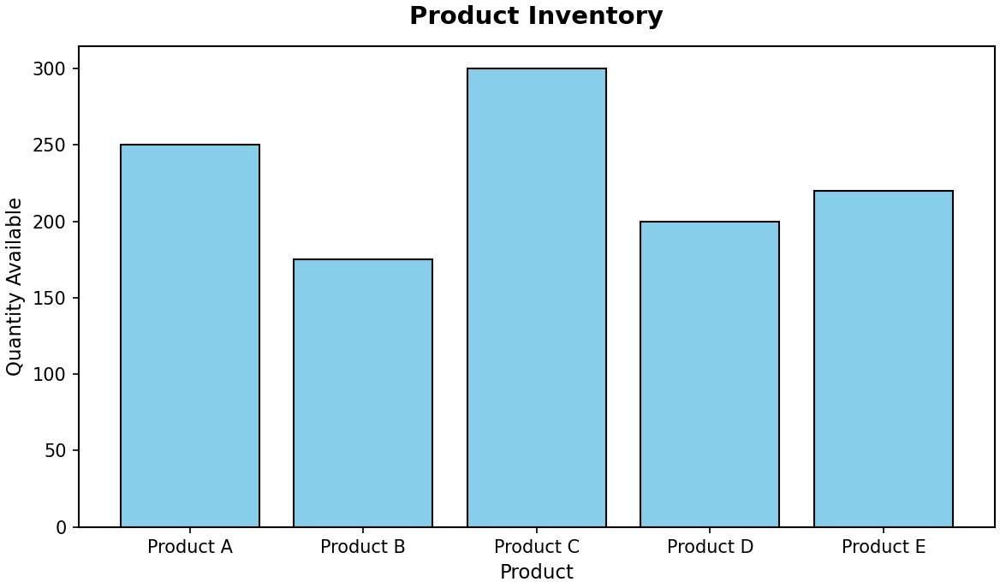 Product Inventory
Quantity Available
300
250
200
150
100
50
0
Product A Product B Product C Product D Product E
Product